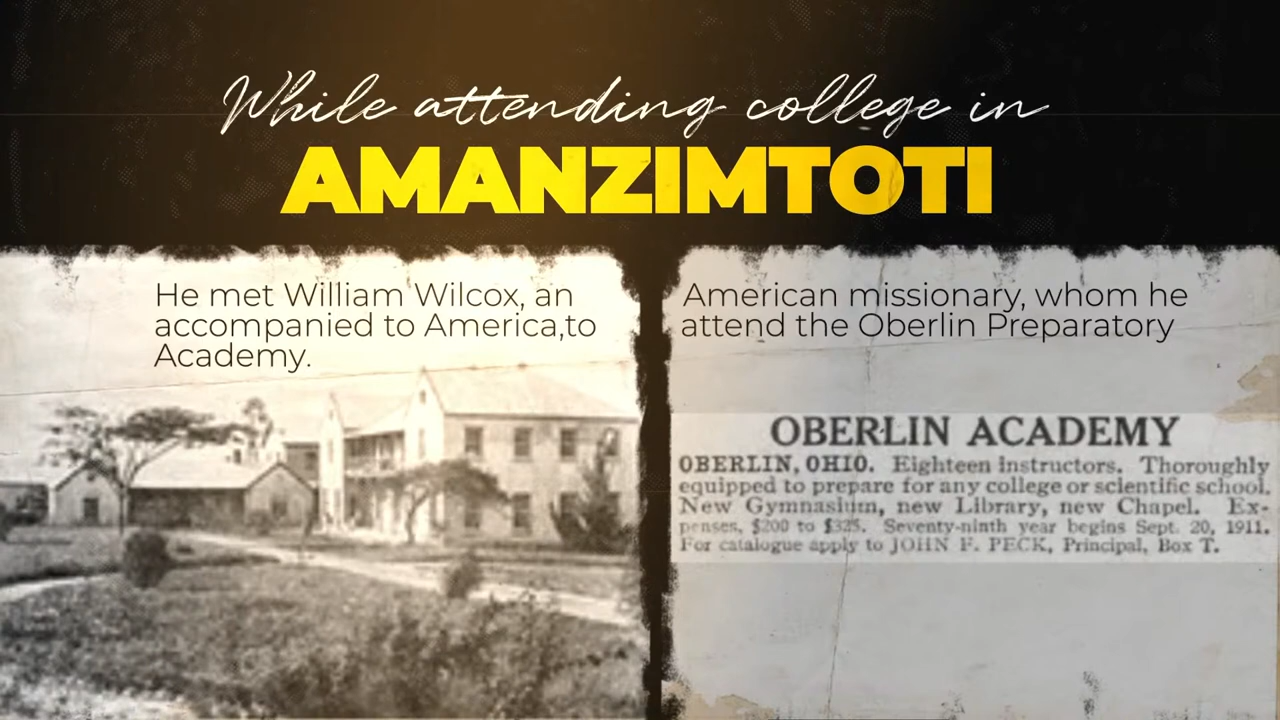 While attending college in
AMANZIMTOTI
He met William Wilcox, an American missionary, whom he
accompanied to America,to attend the Oberlin Preparatory
Academy.
OBERLIN ACADEMY
OBERLIN, OHIO. Eighteen instructors. Thoroughly
equipped to prepare for any college or scientific school.
New Gymnasium, new Library, new Chapel. Ex-
penses, $200 to $325. Seventy-ninth year begins Sept. 20, 1911.
For catalogue apply to JOHN F. PECK, Principal, Box T.